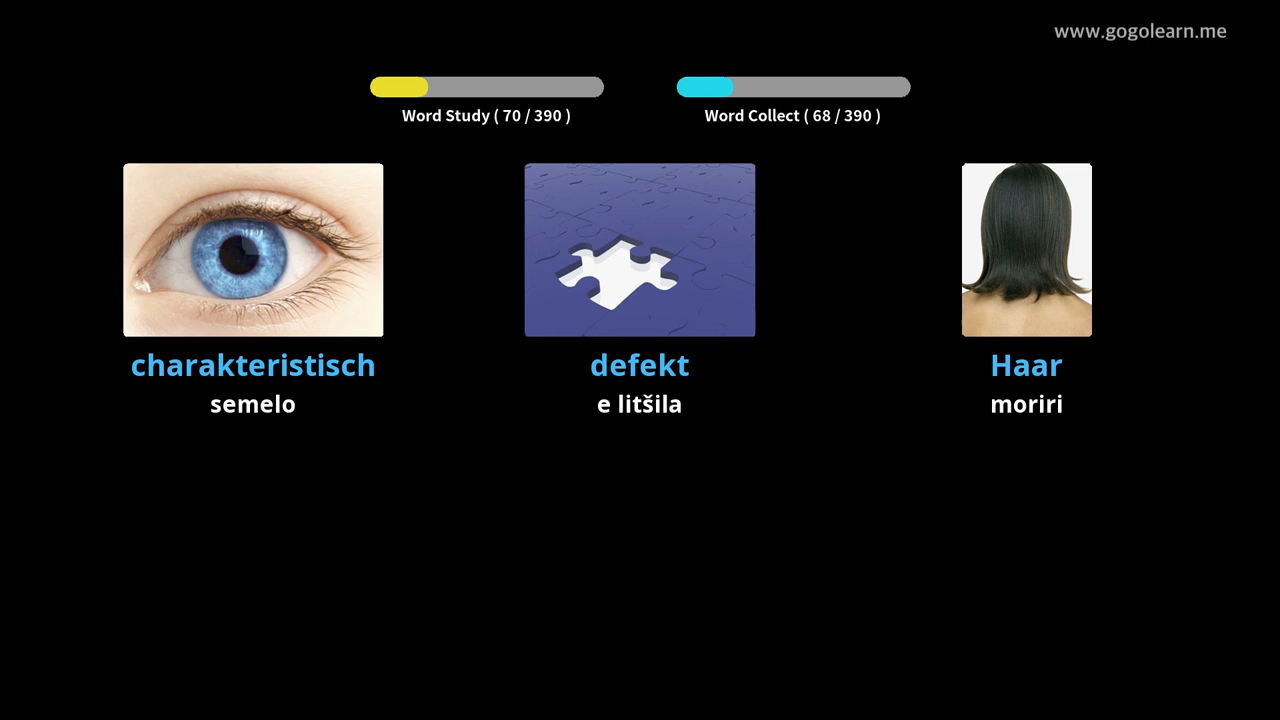 www.gogolearn.me
Word Study ( 70 / 390 )
Word Collect ( 68 / 390 )
charakteristisch
semelo
defekt
e litšila
Haar
moriri